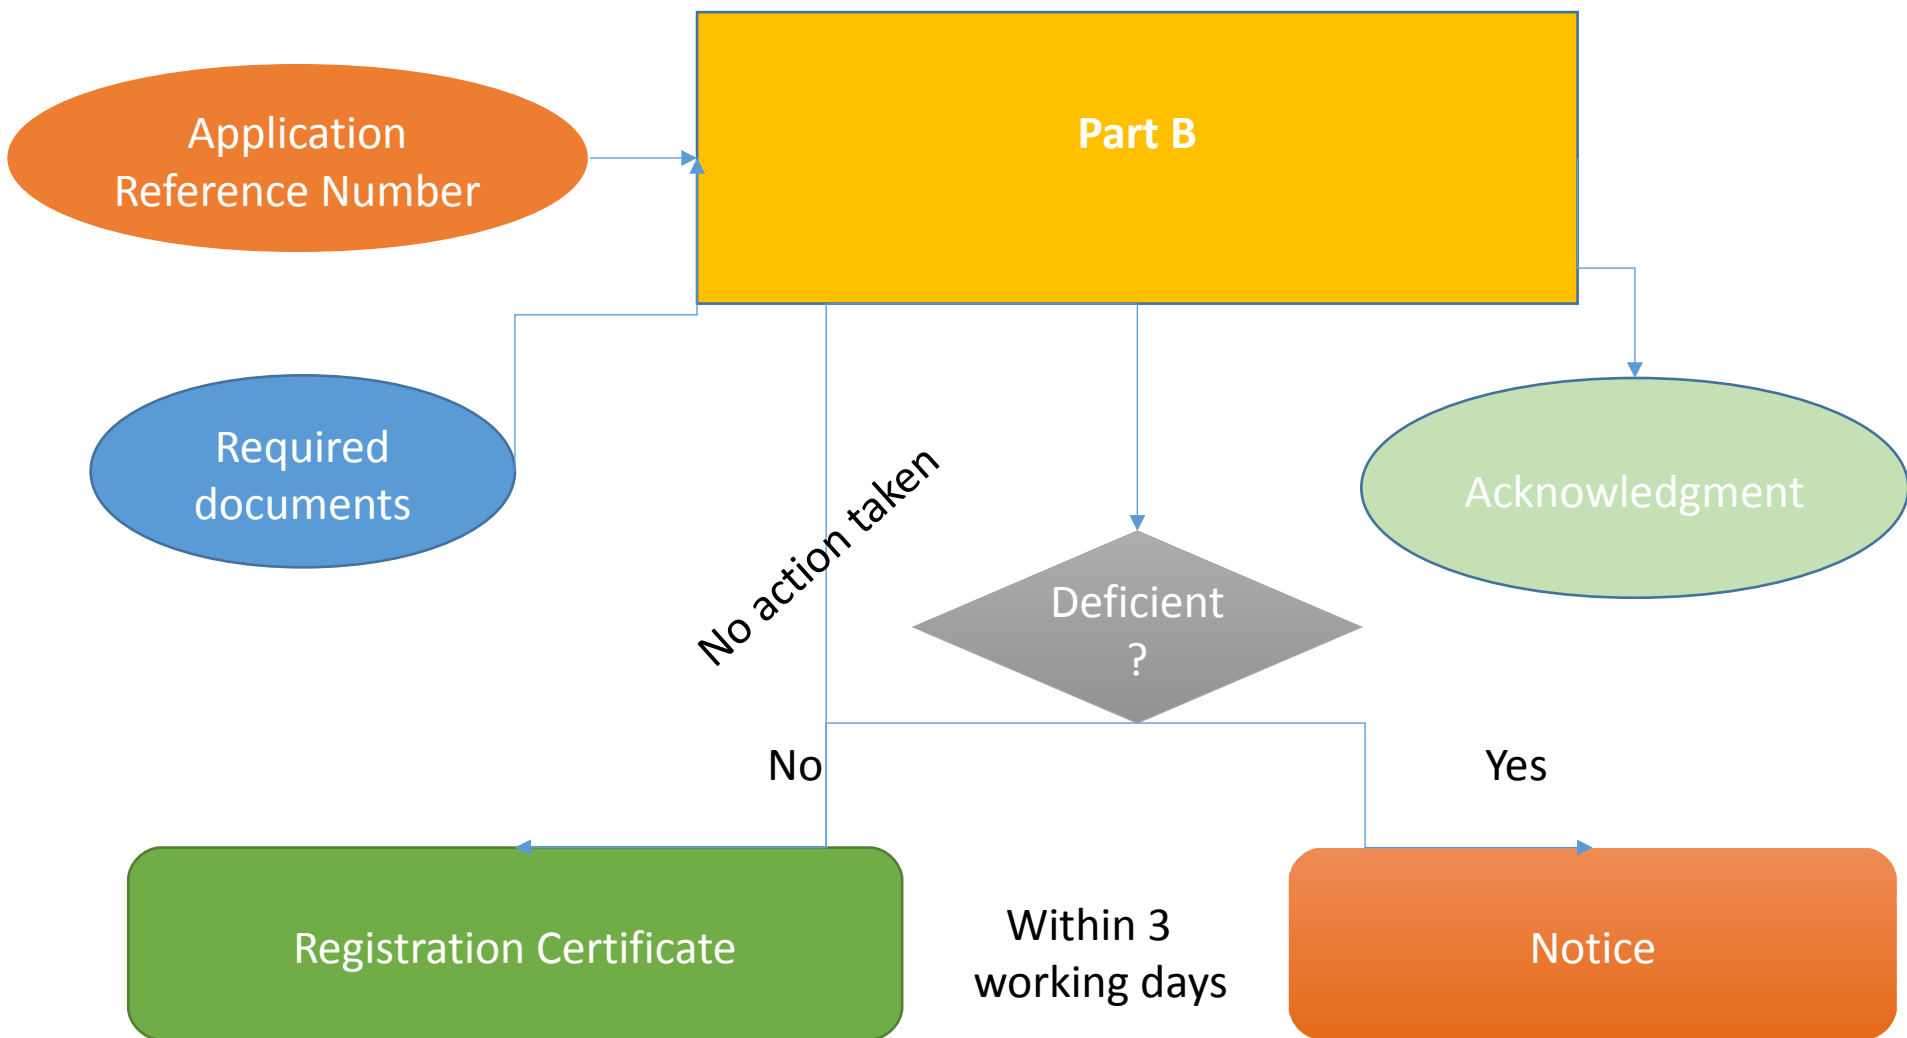 Part B
Application
Reference Number
Required
documents
No action taken
Acknowledgment
Deficient
?
No
Yes
Registration Certificate
Within 3
working days
Notice